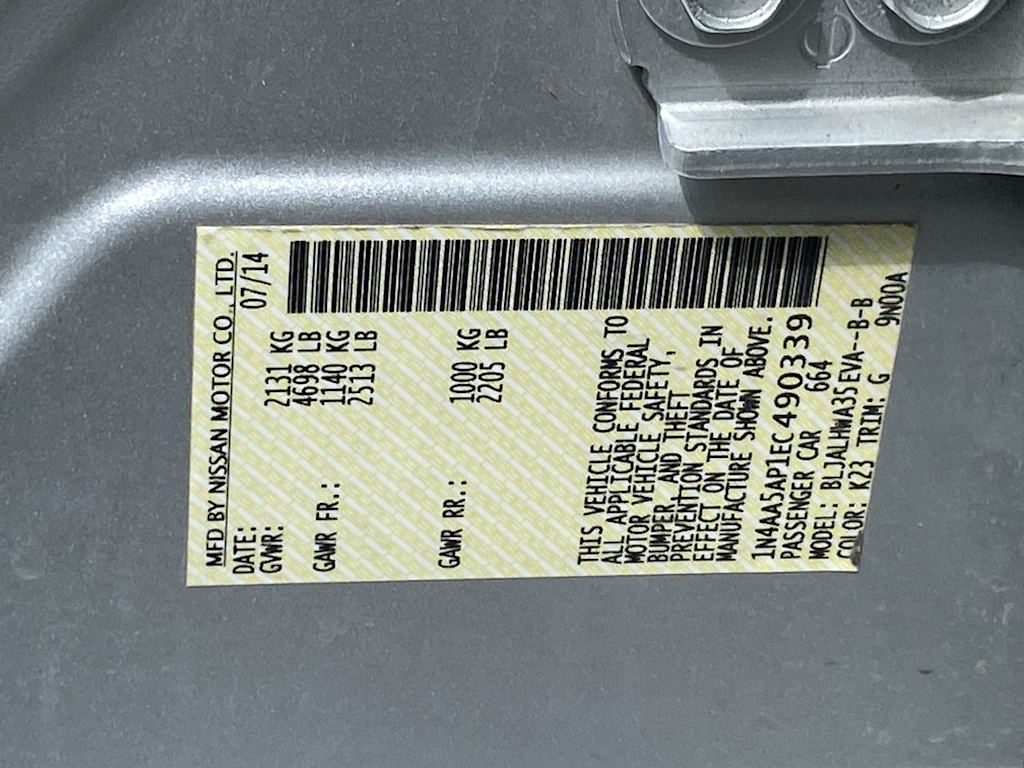 MFD BY NISSAN MOTOR CO., LTD.
DATE: 07/14
GVWR: 2131 KG
4698 LB
GAWR FR.: 1140 KG
2513 LB
GAWR RR.: 1000 KG
2205 LB
THIS VEHICLE CONFORMS TO
ALL APPLICABLE FEDERAL
MOTOR VEHICLE SAFETY,
BUMPER, AND THEFT
PREVENTION STANDARDS IN
EFFECT ON THE DATE OF
MANUFACTURE SHOWN ABOVE.
1N4AA5AP1EC490339
PASSENGER CAR 664
MODEL: BLJALHWA35EVA--B-B
COLOR: K23 TRIM: G 9N00A